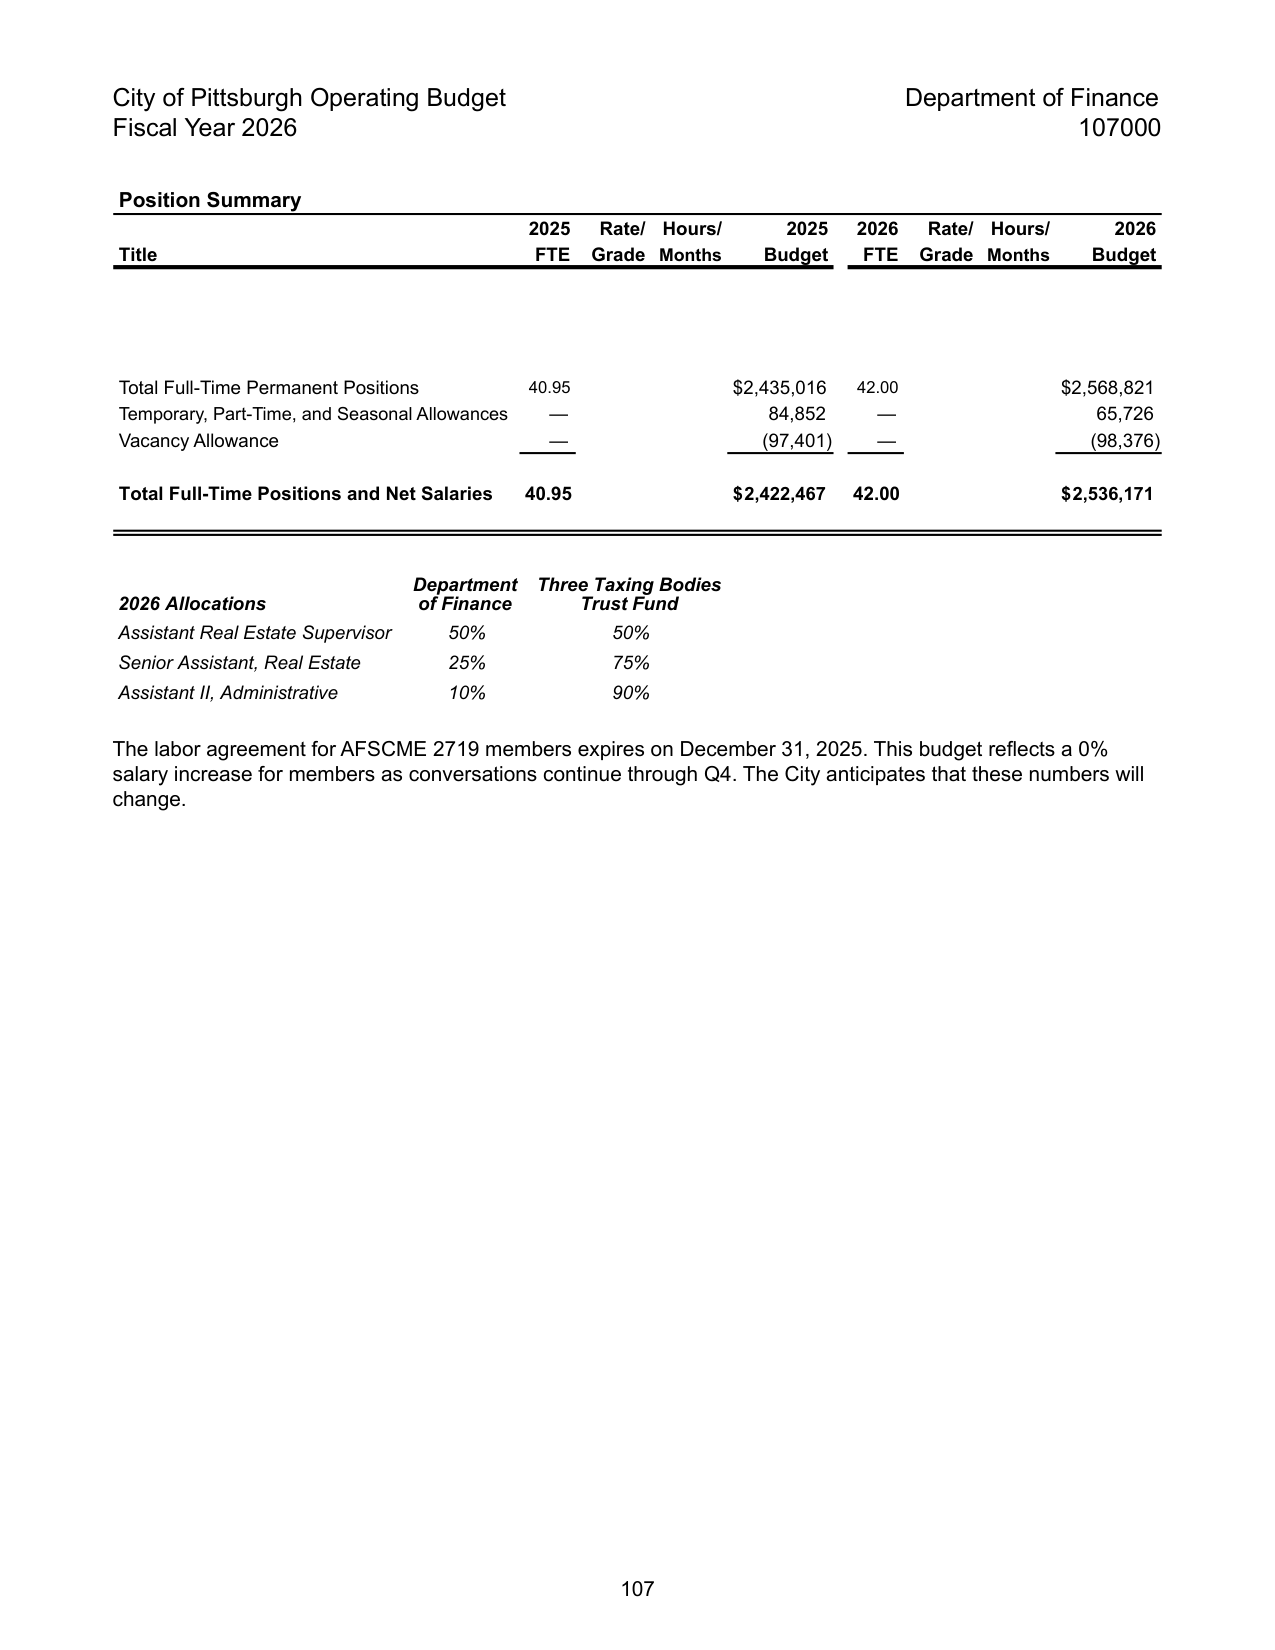 City of Pittsburgh Operating Budget Department of Finance
Fiscal Year 2026 107000
Position Summary
2025 Rate/ Hours/ 2025 2026 Rate/ Hours/ 2026
Title FTE Grade Months Budget FTE Grade Months Budget
Total Full-Time Permanent Positions 40.95 $2,435,016 42.00 $2,568,821
Temporary, Part-Time, and Seasonal Allowances — 84,852 — 65,726
Vacancy Allowance — (97,401) — (98,376)
Total Full-Time Positions and Net Salaries 40.95 $2,422,467 42.00 $2,536,171
Department Three Taxing Bodies
2026 Allocations of Finance Trust Fund
Assistant Real Estate Supervisor 50% 50%
Senior Assistant, Real Estate 25% 75%
Assistant II, Administrative 10% 90%
The labor agreement for AFSCME 2719 members expires on December 31, 2025. This budget reflects a 0%
salary increase for members as conversations continue through Q4. The City anticipates that these numbers will
change.
107